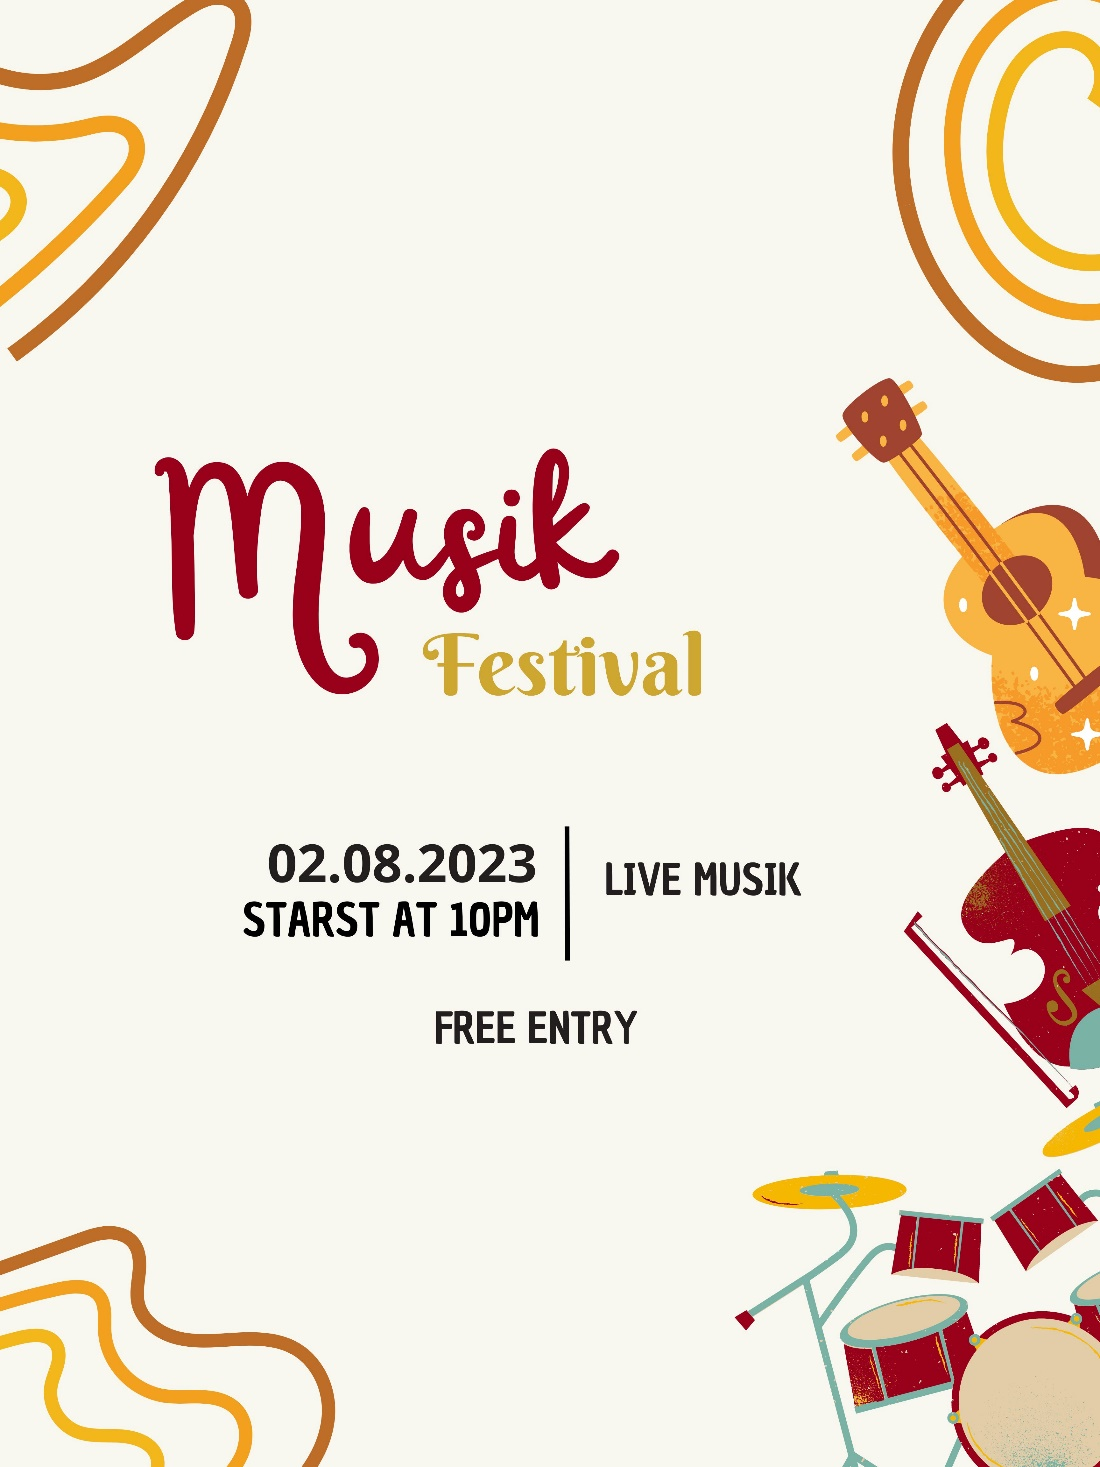 Musik
Festival
02.08.2023
STARST AT 10PM
LIVE MUSIK
FREE ENTRY